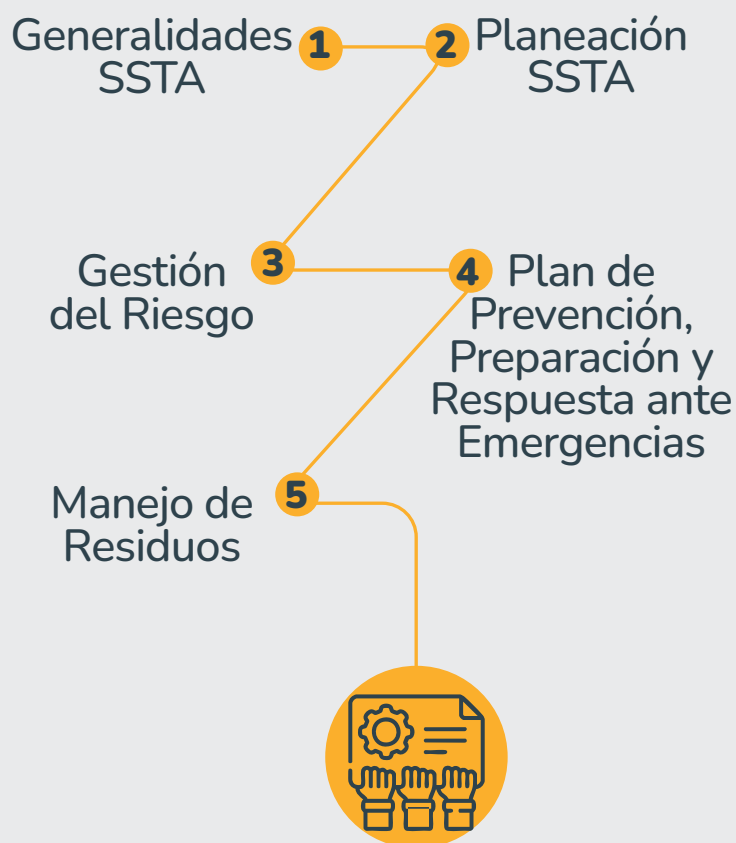 Generalidades
SSTA
1
2
Planeación
SSTA
Gestión
del Riesgo
3
4
Plan de
Prevención,
Preparación y
Respuesta ante
Emergencias
Manejo de
Residuos
5